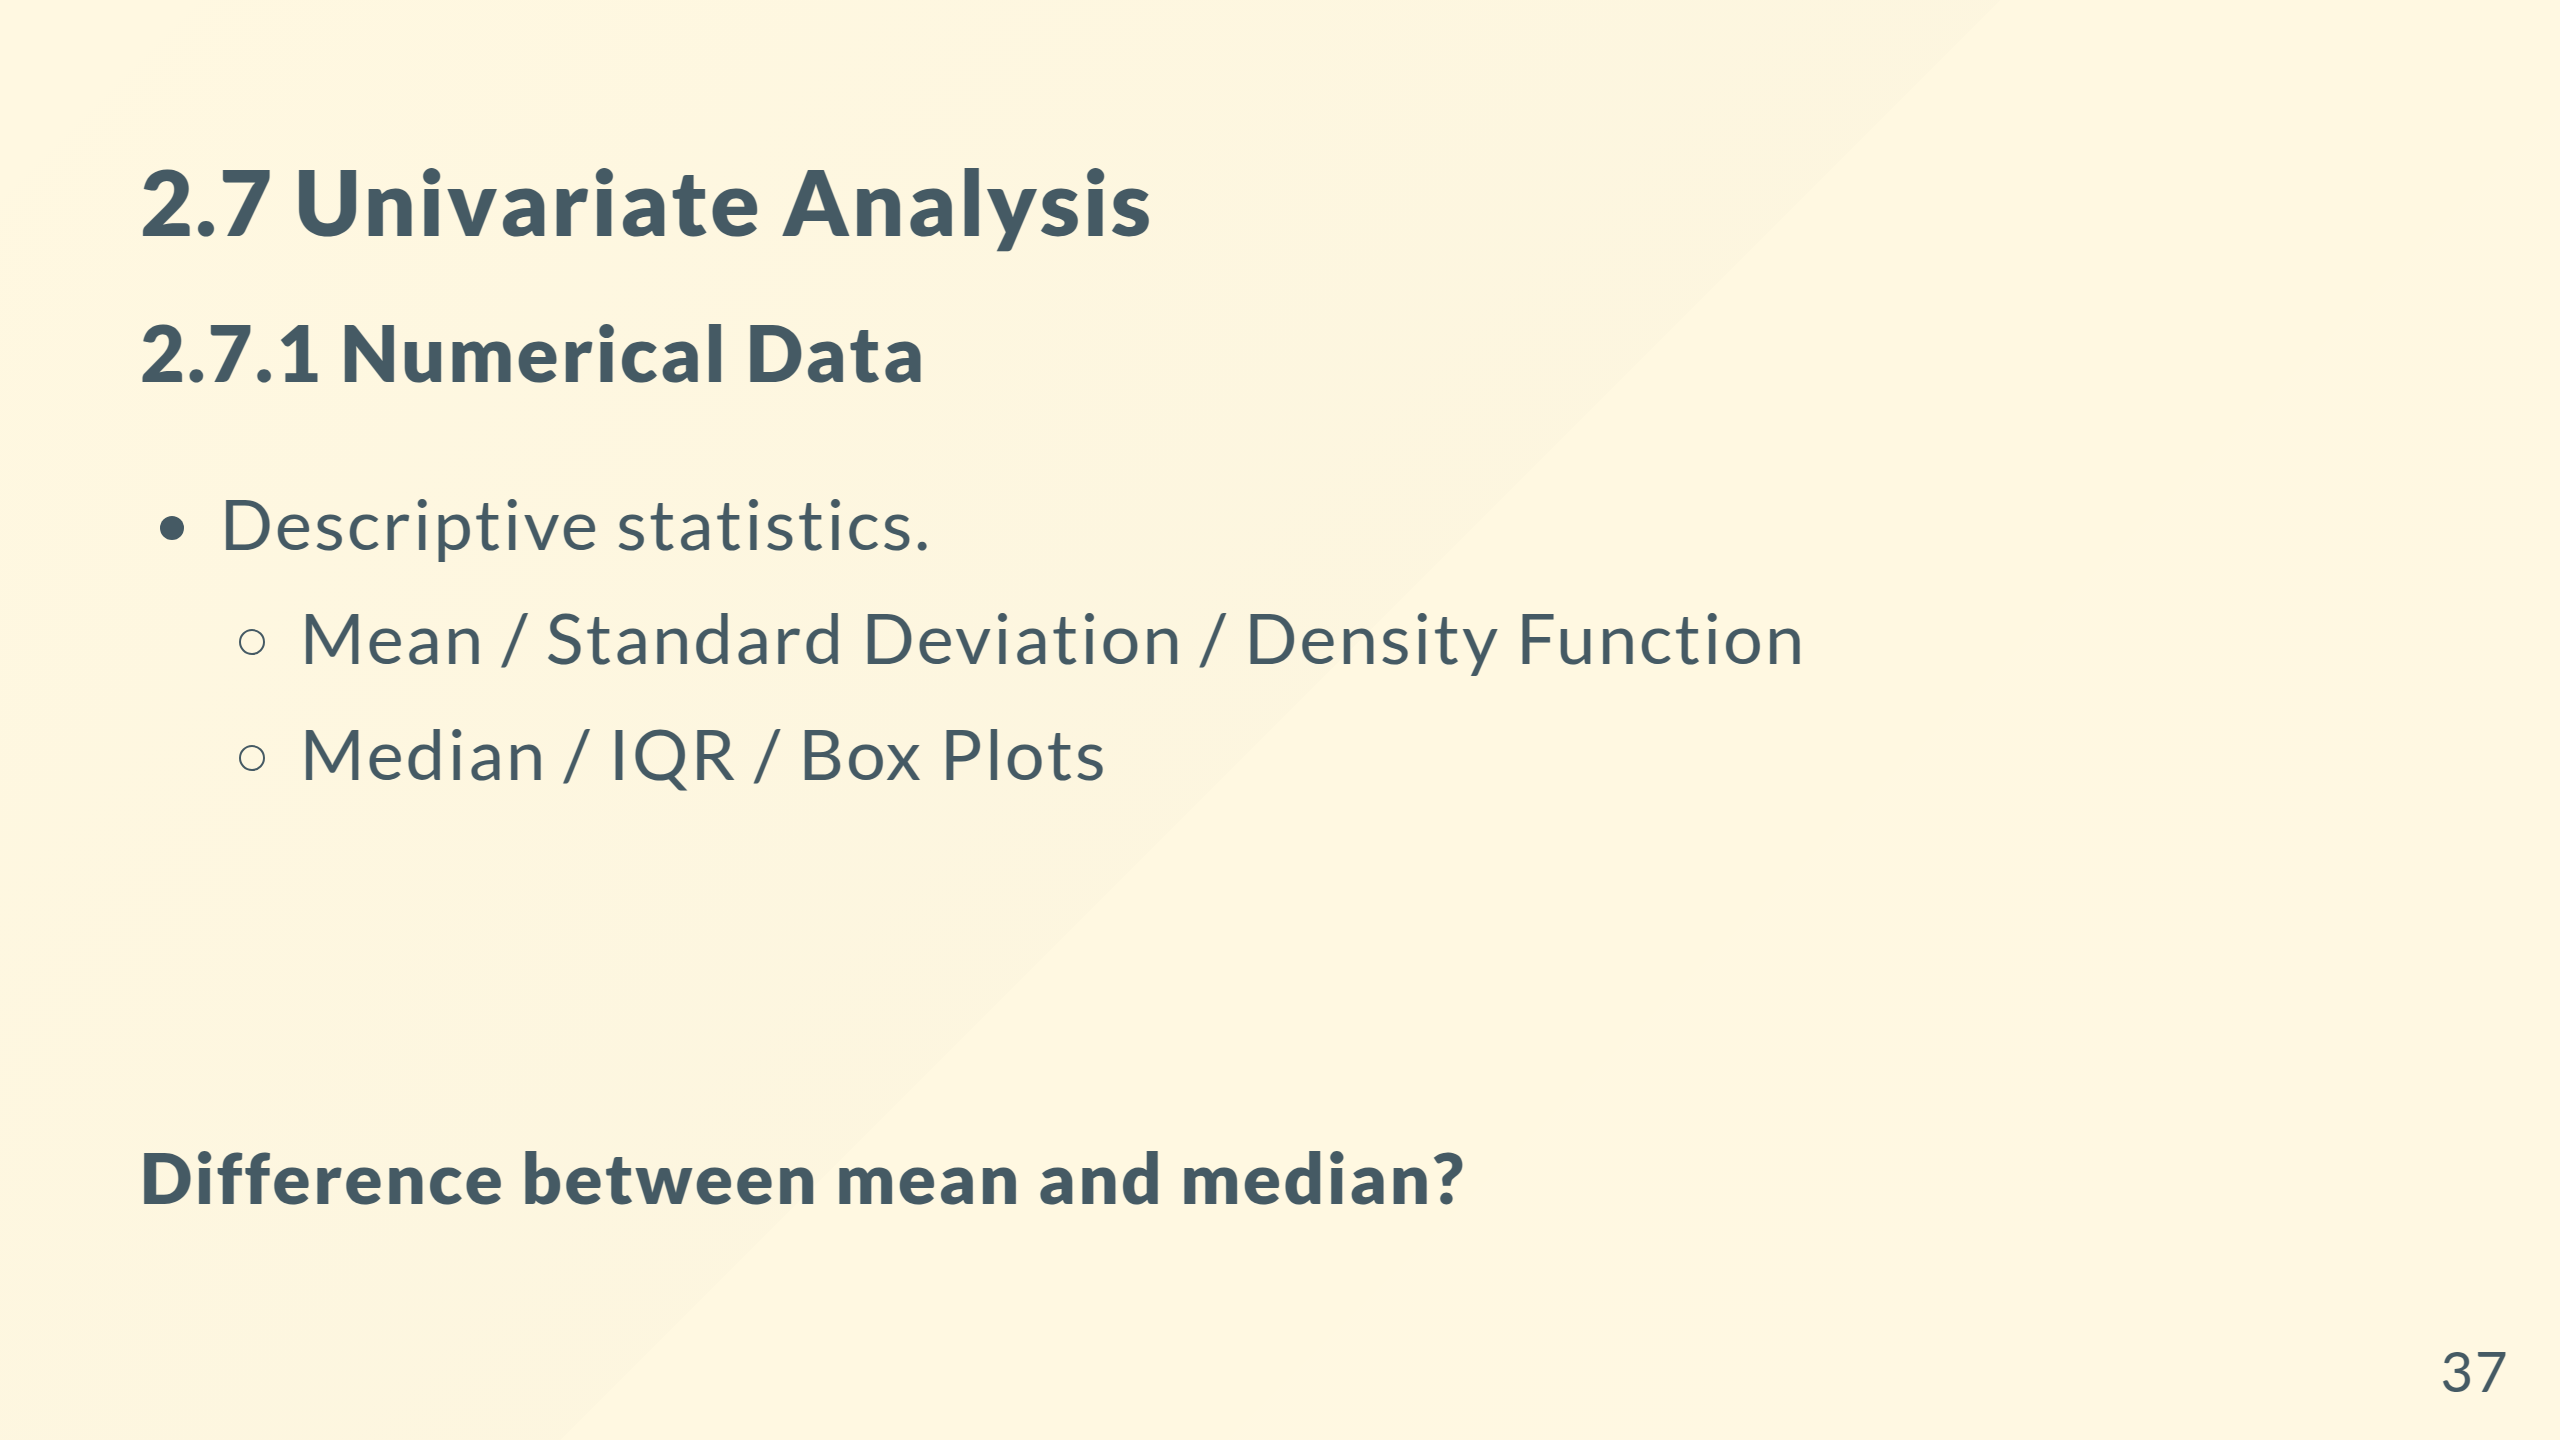 2.7 Univariate Analysis
2.7.1 Numerical Data
• Descriptive statistics.
○ Mean / Standard Deviation / Density Function
○ Median / IQR / Box Plots
Difference between mean and median?
37